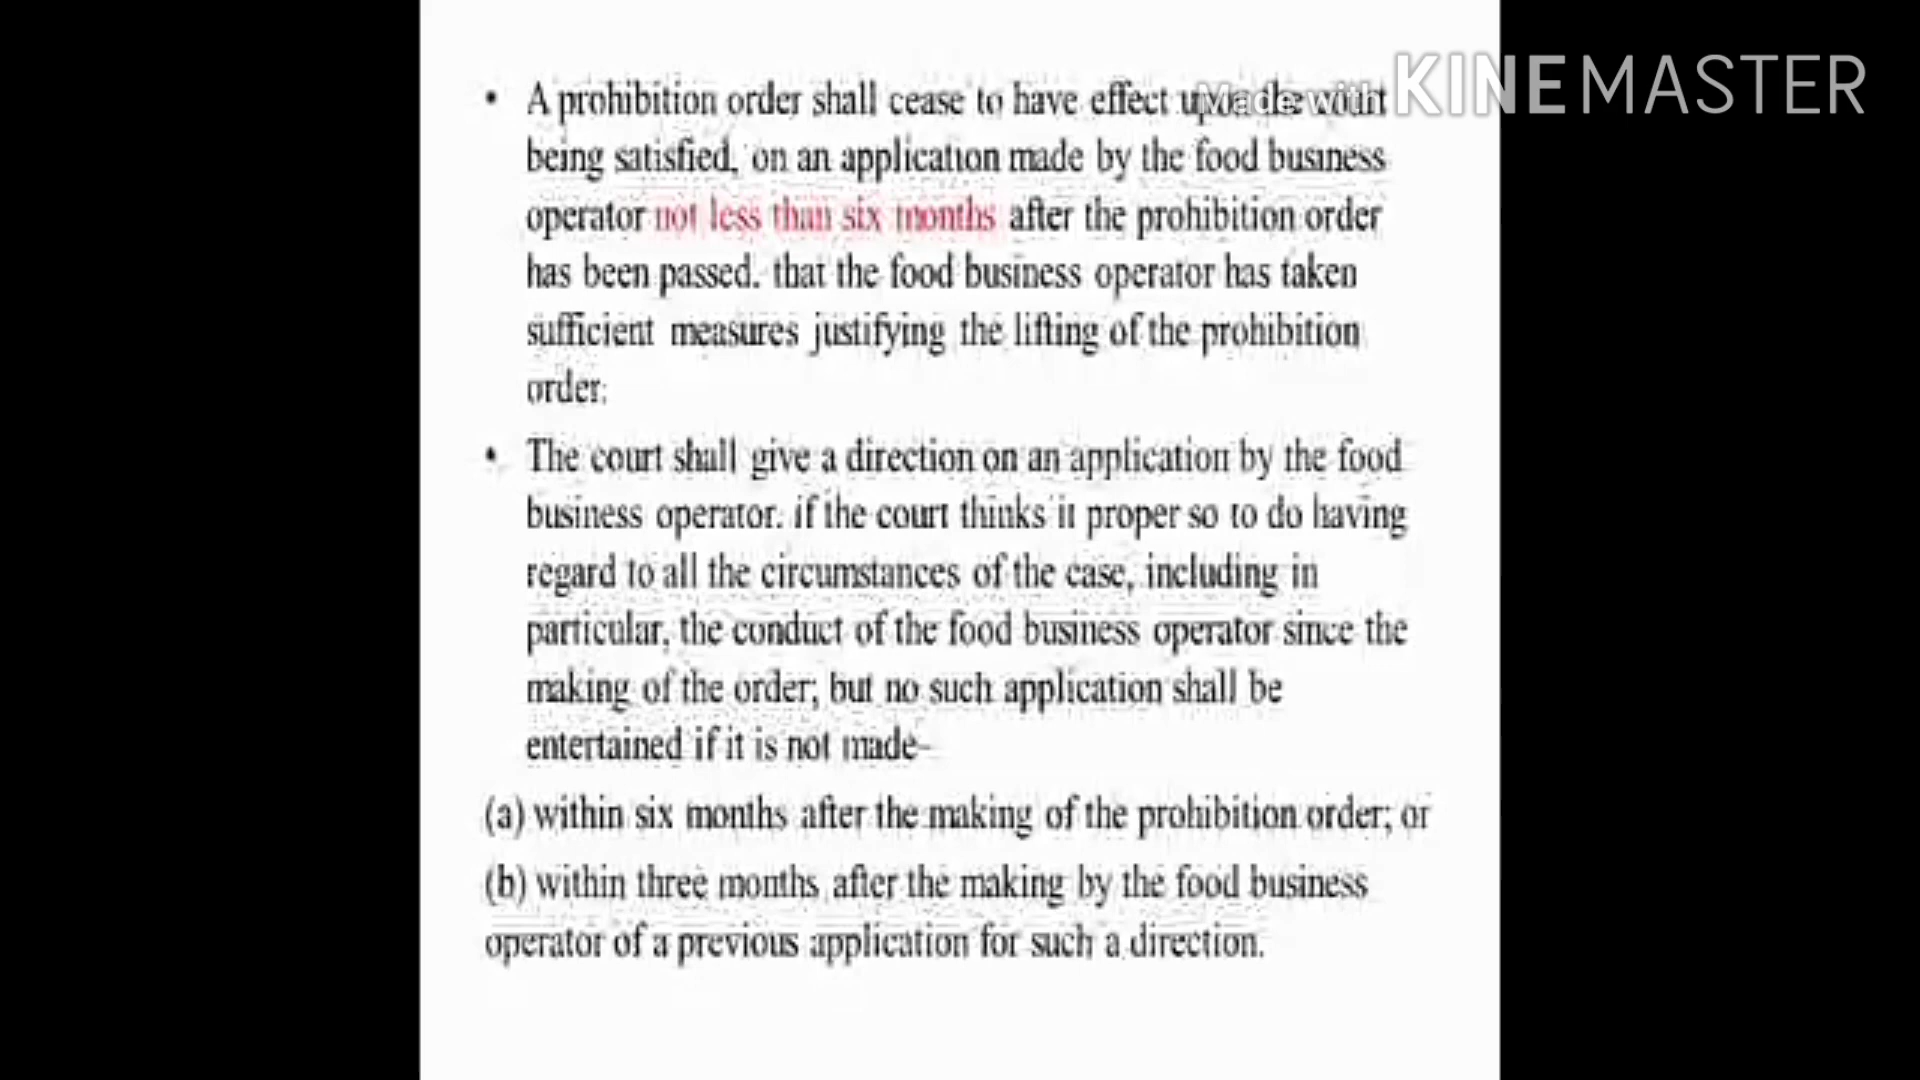 • A prohibition order shall cease to have effect upon the court
Made with KINEMASTER
being satisfied, on an application made by the food business
operator not less than six months after the prohibition order
has been passed. that the food business operator has taken
sufficient measures justifying the lifting of the prohibition
order;
• The court shall give a direction on an application by the food
business operator. if the court thinks it proper so to do having
regard to all the circumstances of the case, including in
particular, the conduct of the food business operator since the
making of the order; but no such application shall be
entertained if it is not made-
(a) within six months after the making of the prohibition order; or
(b) within three months after the making by the food business
operator of a previous application for such a direction.